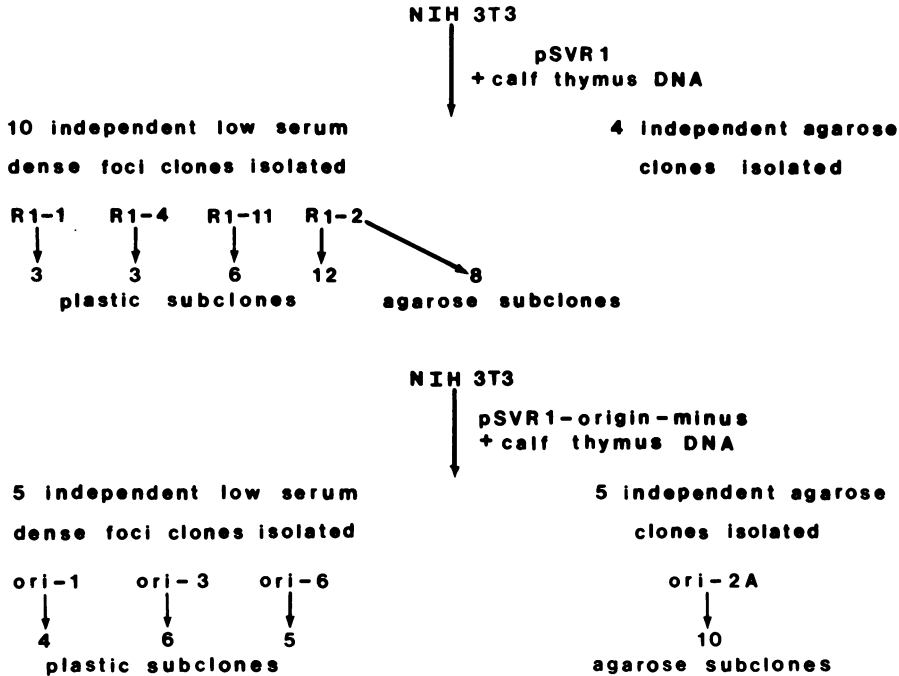 NIH 3T3
pSVR1
+ calf thymus DNA
10 independent low serum
dense foci clones isolated
4 independent agarose
clones isolated
R1-1 R1-4 R1-11 R1-2
3 3 6 12 8
plastic subclones agarose subclones
NIH 3T3
pSVR1-origin-minus
+ calf thymus DNA
5 independent low serum
dense foci clones isolated
5 independent agarose
clones isolated
ori-1 ori-3 ori-6 ori-2A
4 6 5 10
plastic subclones agarose subclones